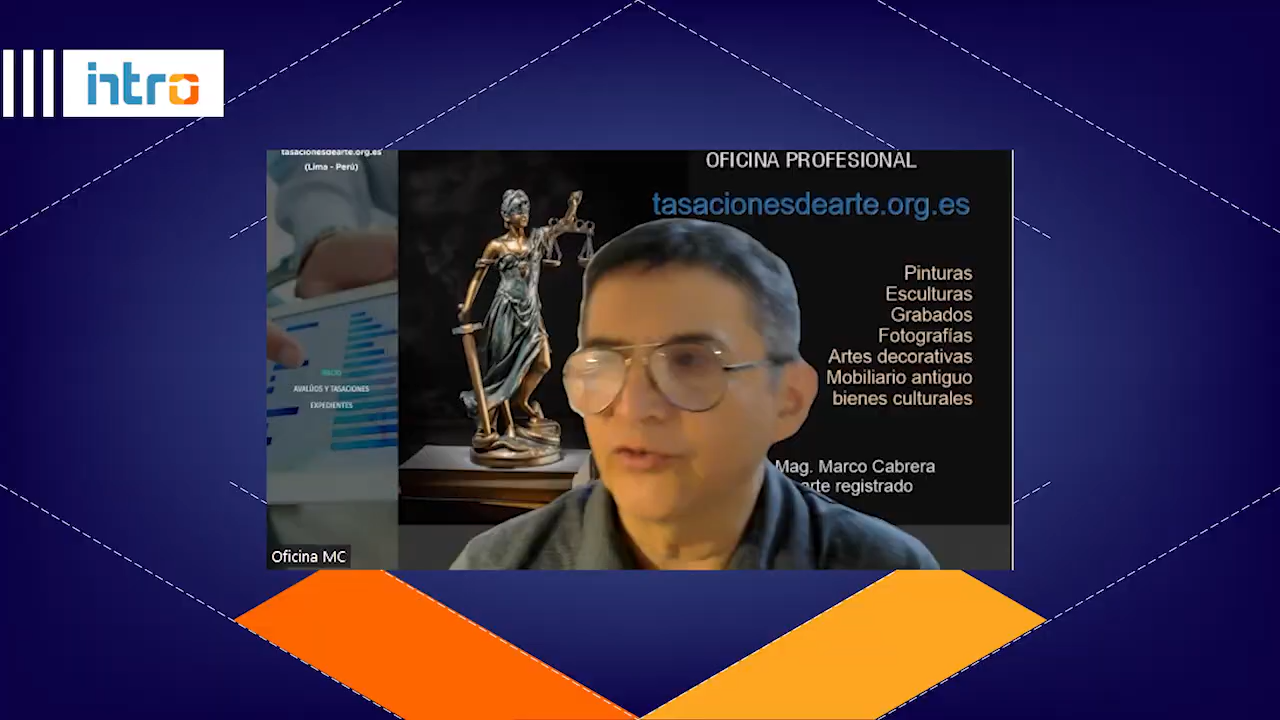 intro
tasacionesdearte.org.es
(Lima - Perú)
OFICINA PROFESIONAL
tasacionesdearte.org.es
Pinturas
Esculturas
Grabados
Fotografías
Artes decorativas
Mobiliario antiguo
bienes culturales
INICIO
AVALÚOS Y TASACIONES
EXPEDIENTES
Mag. Marco Cabrera
arte registrado
Oficina MC